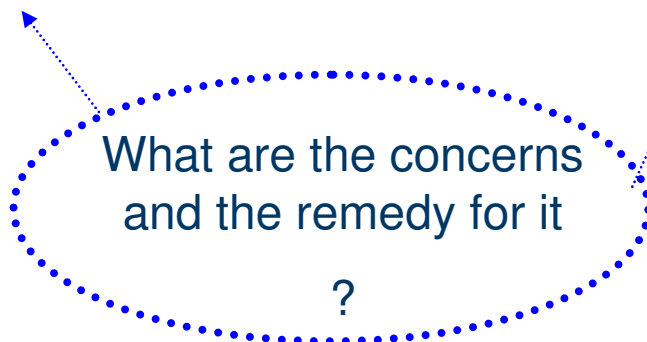 What are the concerns
and the remedy for it
?